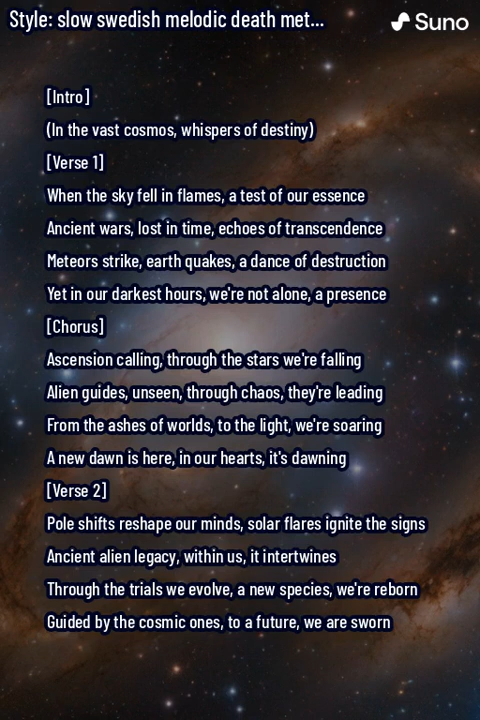 Style: slow swedish melodic death met...
Suno
[Intro]
(In the vast cosmos, whispers of destiny)
[Verse 1]
When the sky fell in flames, a test of our essence
Ancient wars, lost in time, echoes of transcendence
Meteors strike, earth quakes, a dance of destruction
Yet in our darkest hours, we're not alone, a presence
[Chorus]
Ascension calling, through the stars we're falling
Alien guides, unseen, through chaos, they're leading
From the ashes of worlds, to the light, we're soaring
A new dawn is here, in our hearts, it's dawning
[Verse 2]
Pole shifts reshape our minds, solar flares ignite the signs
Ancient alien legacy, within us, it intertwines
Through the trials we evolve, a new species, we're reborn
Guided by the cosmic ones, to a future, we are sworn